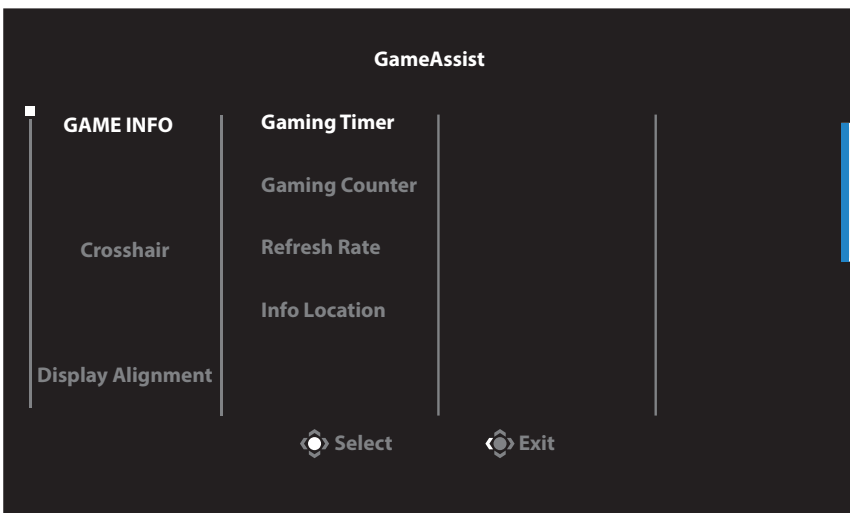 GameAssist
GAME INFO
Crosshair
Display Alignment
Gaming Timer
Gaming Counter
Refresh Rate
Info Location
Select
Exit